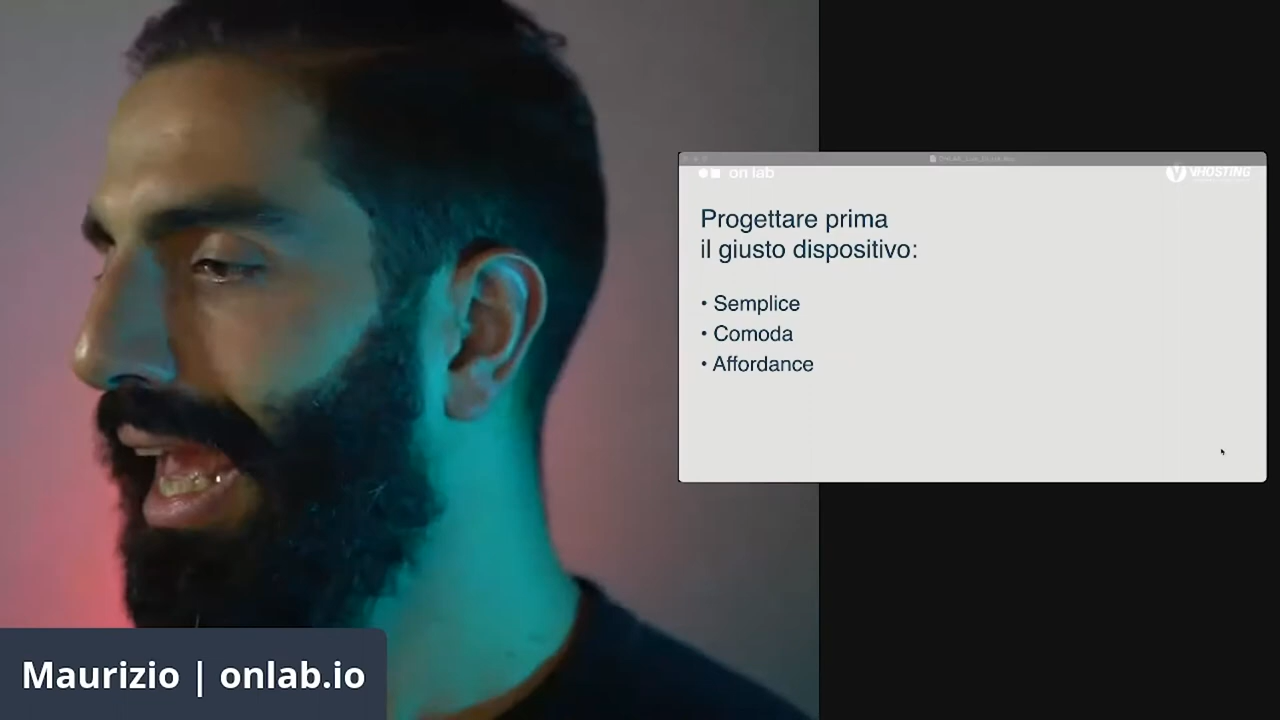 on lab
VHOSTING
Progettare prima
il giusto dispositivo:
• Semplice
• Comoda
• Affordance
Maurizio | onlab.io